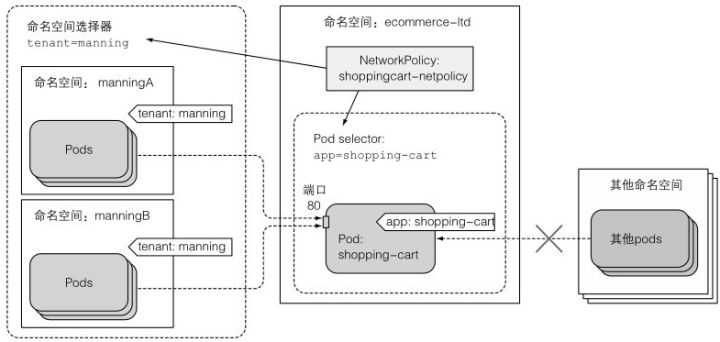 命名空间选择器
tenant=manning
命名空间：manningA
tenant: manning
Pods
命名空间：manningB
tenant: manning
Pods
命名空间：ecommerce-ltd
NetworkPolicy:
shoppingcart-netpolicy
Pod selector:
app=shopping-cart
端口
80
app: shopping-cart
Pod:
shopping-cart
其他命名空间
其他pods